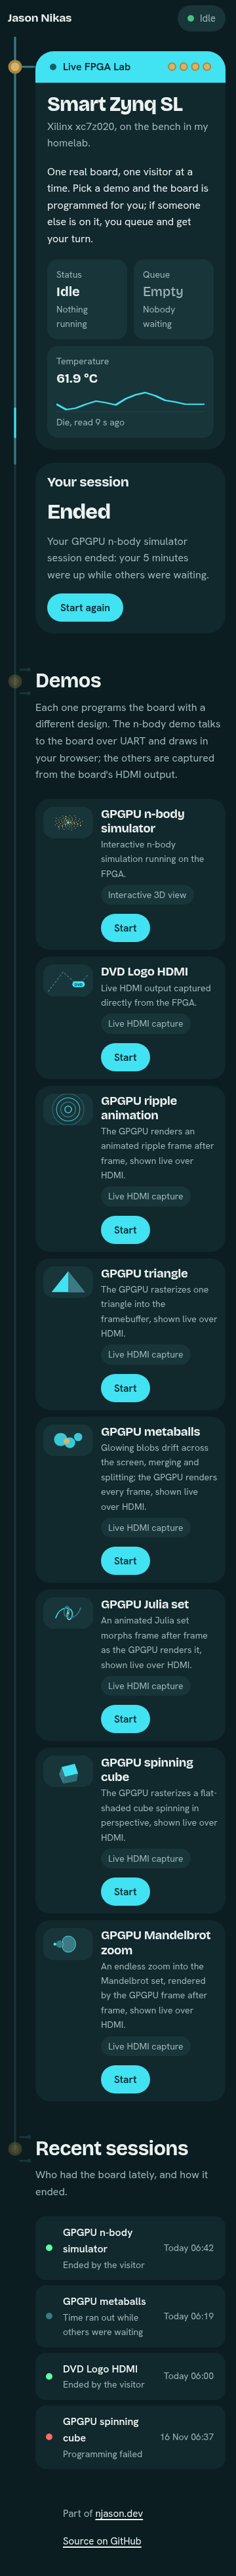 Jason Nikas
Idle
Live FPGA Lab
Smart Zynq SL
Xilinx xc7z020, on the bench in my
homelab.
One real board, one visitor at a
time. Pick a demo and the board is
programmed for you; if someone
else is on it, you queue and get
your turn.
Status
Idle
Nothing
running
Queue
Empty
Nobody
waiting
Temperature
61.9 °C
Die, read 9 s ago
Your session
Ended
Your GPGPU n-body simulator
session ended: your 5 minutes
were up while others were waiting.
Start again
Demos
Each one programs the board with a
different design. The n-body demo talks
to the board over UART and draws in
your browser; the others are captured
from the board's HDMI output.
GPGPU n-body
simulator
Interactive n-body
simulation running on the
FPGA.
Interactive 3D view
Start
DVD
DVD Logo HDMI
Live HDMI output captured
directly from the FPGA.
Live HDMI capture
Start
GPGPU ripple
animation
The GPGPU renders an
animated ripple frame after
frame, shown live over
HDMI.
Live HDMI capture
Start
GPGPU triangle
The GPGPU rasterizes one
triangle into the
framebuffer, shown live over
HDMI.
Live HDMI capture
Start
GPGPU metaballs
Glowing blobs drift across
the screen, merging and
splitting; the GPGPU renders
every frame, shown live
over HDMI.
Live HDMI capture
Start
GPGPU Julia set
An animated Julia set
morphs frame after frame
as the GPGPU renders it,
shown live over HDMI.
Live HDMI capture
Start
GPGPU spinning
cube
The GPGPU rasterizes a flat-
shaded cube spinning in
perspective, shown live over
HDMI.
Live HDMI capture
Start
GPGPU Mandelbrot
zoom
An endless zoom into the
Mandelbrot set, rendered
by the GPGPU frame after
frame, shown live over
HDMI.
Live HDMI capture
Start
Recent sessions
Who had the board lately, and how it
ended.
GPGPU n-body
simulator
Ended by the visitor
Today 06:42
GPGPU metaballs
Time ran out while
others were waiting
Today 06:19
DVD Logo HDMI
Ended by the visitor
Today 06:00
GPGPU spinning
cube
Programming failed
16 Nov 06:37
Part of njason.dev
Source on GitHub